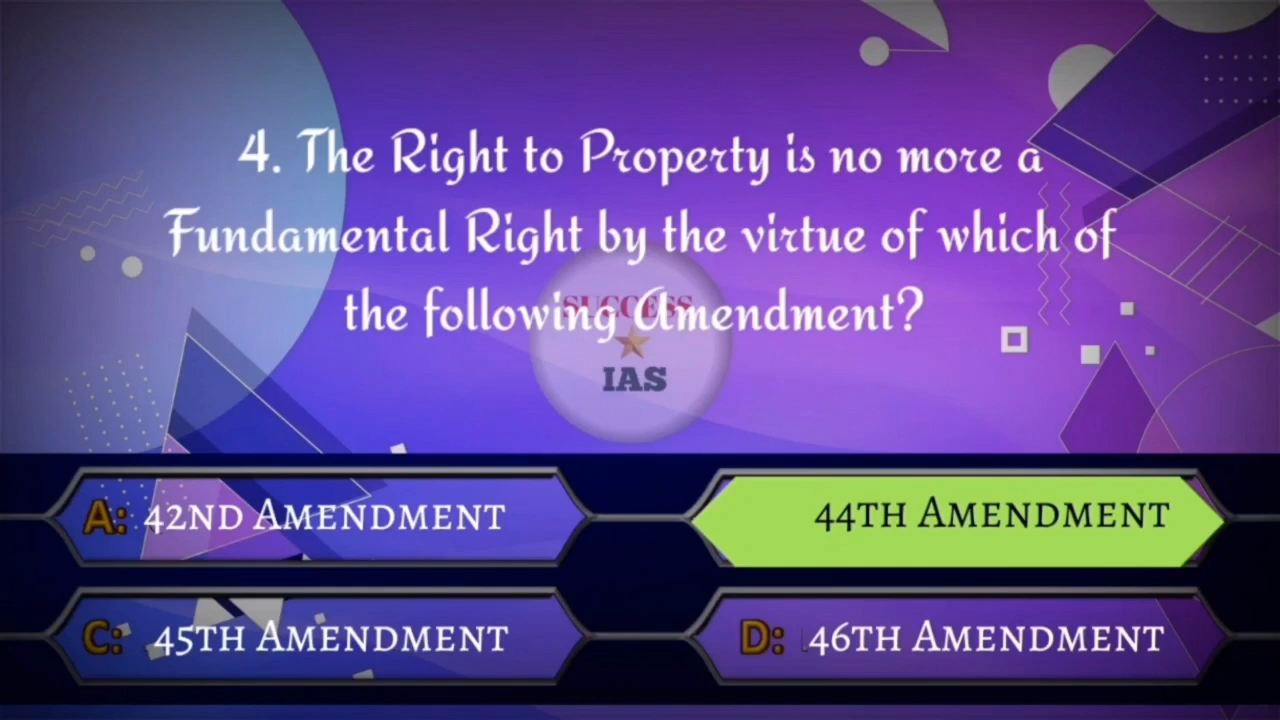 4. The Right to Property is no more a
Fundamental Right by the virtue of which of
the following Amendment?
SUCCESS
IAS
A: 42ND AMENDMENT
44TH AMENDMENT
C: 45TH AMENDMENT
D: 46TH AMENDMENT